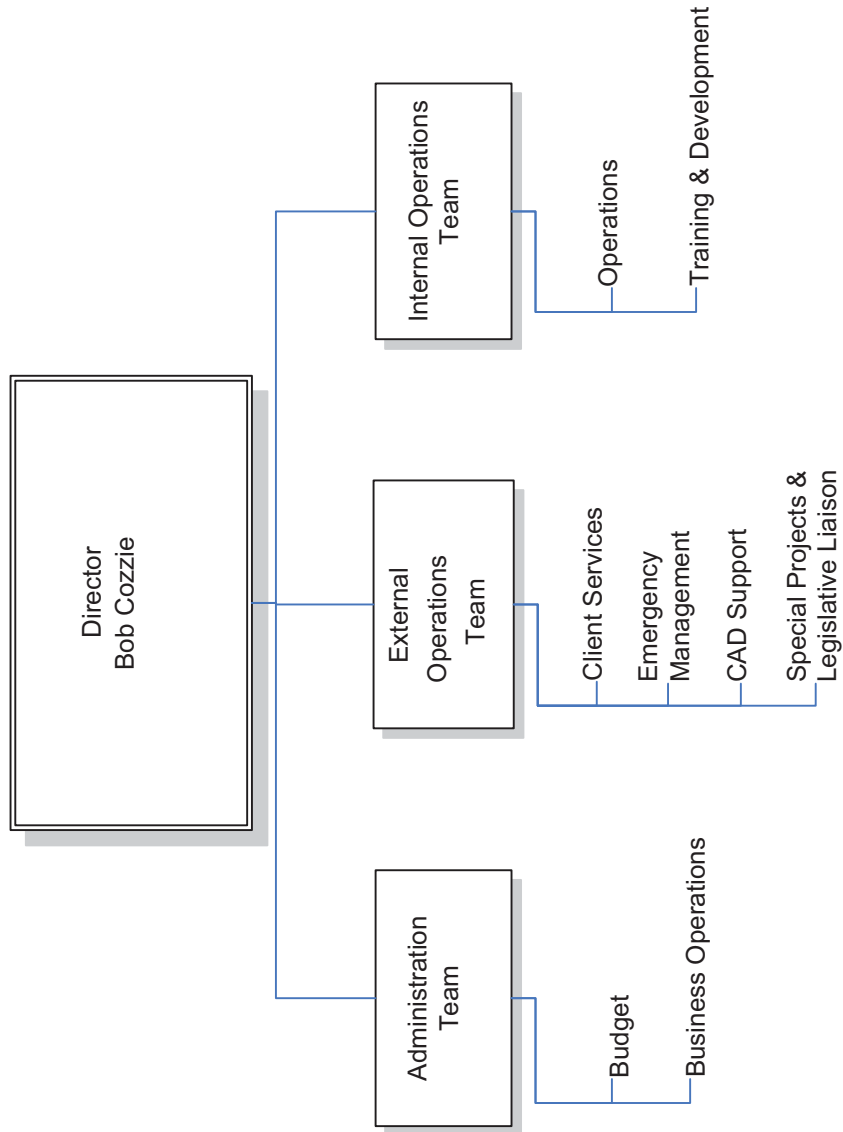 Director
Bob Cozzie
Administration
Team
Budget
Business Operations
External
Operations
Team
Client Services
Emergency
Management
CAD Support
Special Projects &
Legislative Liaison
Internal Operations
Team
Operations
Training & Development